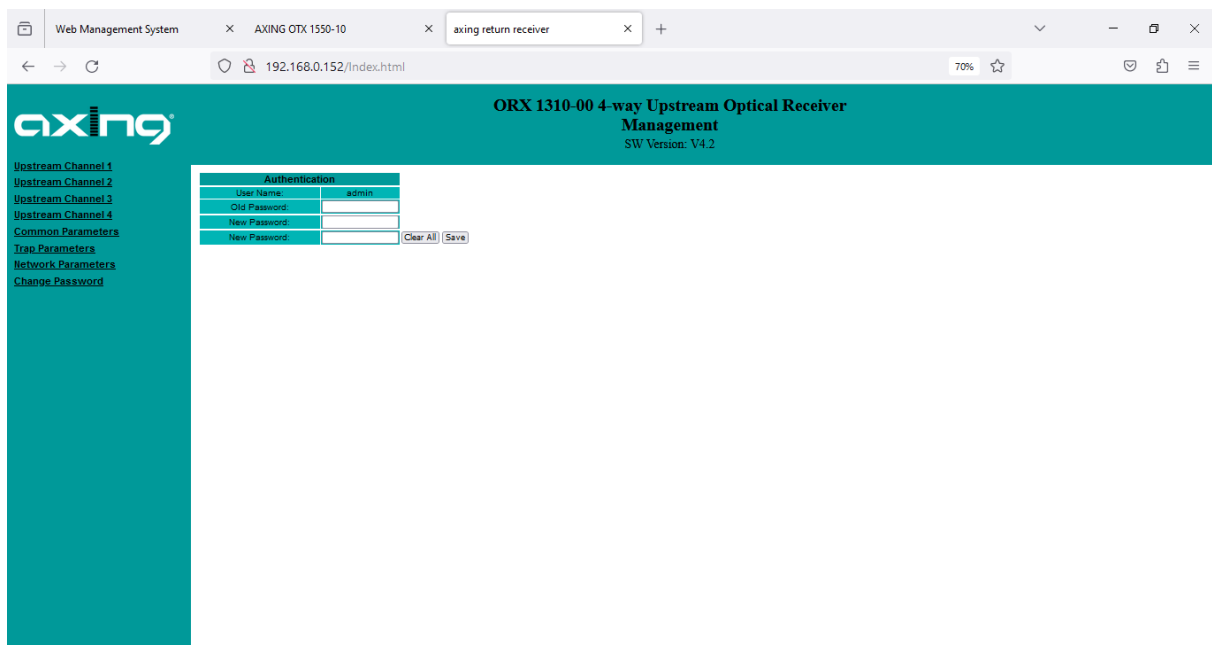 Web Management System
AXING OTX 1550-10
axing return receiver
192.168.0.152/Index.html
70%
axing
ORX 1310-00 4-way Upstream Optical Receiver
Management
SW Version: V4.2
Upstream Channel 1
Upstream Channel 2
Upstream Channel 3
Upstream Channel 4
Common Parameters
Trap Parameters
Network Parameters
Change Password
Authentication
User Name: admin
Old Password:
New Password:
New Password: Clear All Save